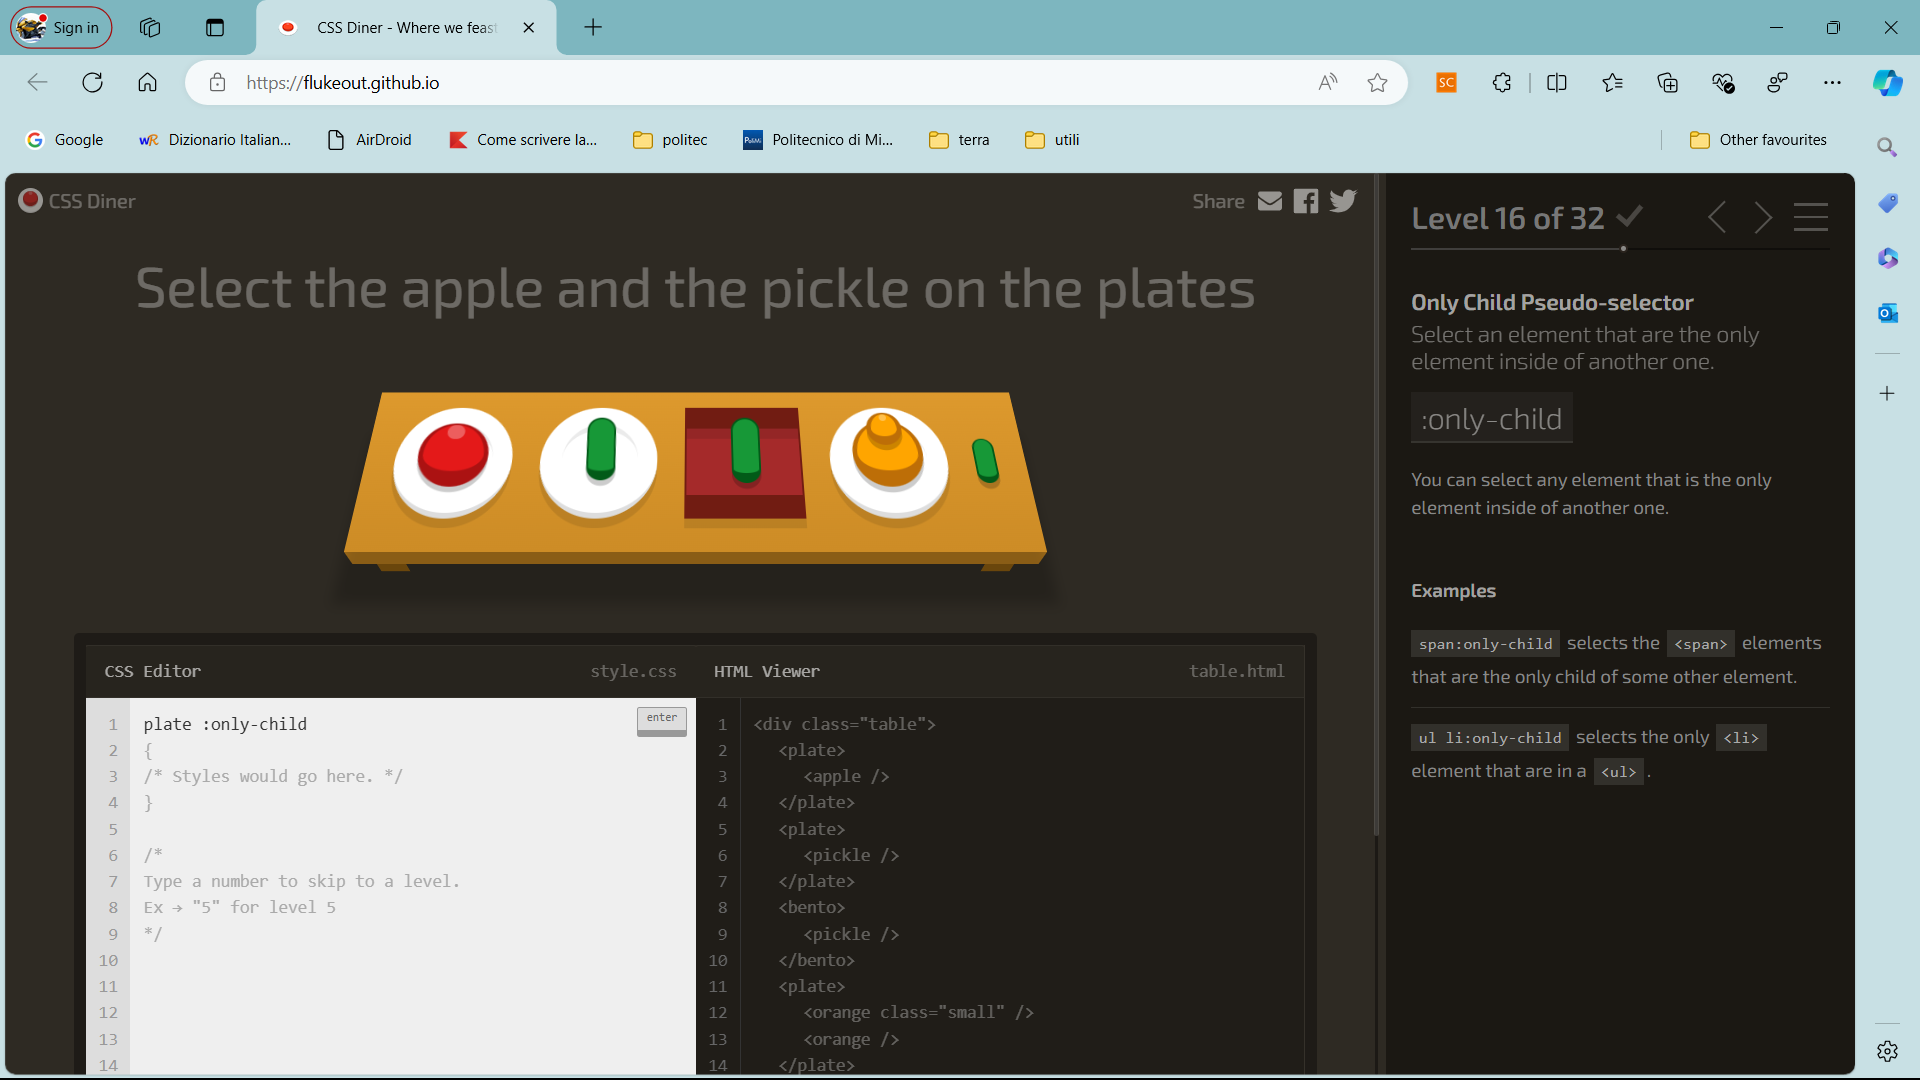 Sign in
CSS Diner - Where we feast
https://flukeout.github.io
SC
Google
WR Dizionario Italian...
AirDroid
Come scrivere la...
politec
Politecnico di Mi...
terra
utili
Other favourites
CSS Diner
Share
Select the apple and the pickle on the plates
CSS Editor
style.css
HTML Viewer
table.html
enter
1 plate :only-child
2 {
3 /* Styles would go here. */
4 }
5
6 /*
7 Type a number to skip to a level.
8 Ex → "5" for level 5
9 */
10
11
12
13
14
1 <div class="table">
2 <plate>
3 <apple />
4 </plate>
5 <plate>
6 <pickle />
7 </plate>
8 <bento>
9 <pickle />
10 </bento>
11 <plate>
12 <orange class="small" />
13 <orange />
14 </plate>
Level 16 of 32
Only Child Pseudo-selector
Select an element that are the only
element inside of another one.
:only-child
You can select any element that is the only
element inside of another one.
Examples
span:only-child selects the <span> elements
that are the only child of some other element.
ul li:only-child selects the only <li>
element that are in a <ul> .